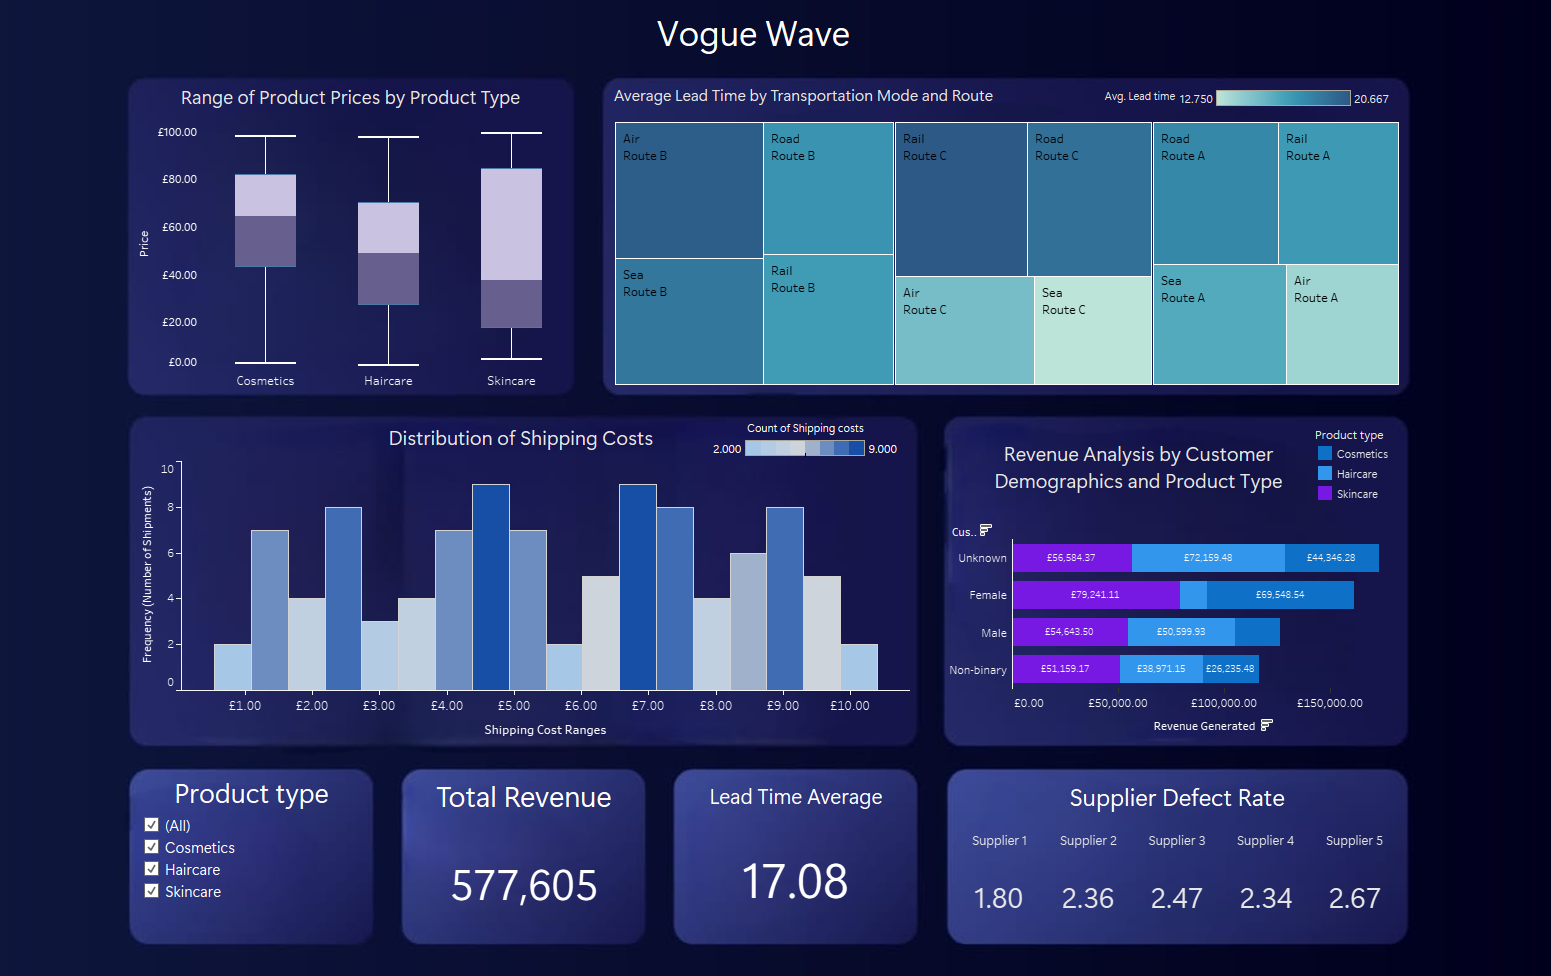 Vogue Wave
Range of Product Prices by Product Type
£100.00
£80.00
£60.00
£40.00
£20.00
£0.00
Price
Cosmetics
Haircare
Skincare
Average Lead Time by Transportation Mode and Route
Avg. Lead time 12.750 20.667
Air
Route B
Road
Route B
Rail
Route C
Road
Route C
Road
Route A
Rail
Route A
Sea
Route B
Rail
Route B
Air
Route C
Sea
Route C
Sea
Route A
Air
Route A
Distribution of Shipping Costs
Count of Shipping costs
2.000 9.000
Frequency (Number of Shipments)
10
8
6
4
2
0
£1.00
£2.00
£3.00
£4.00
£5.00
£6.00
£7.00
£8.00
£9.00
£10.00
Shipping Cost Ranges
Revenue Analysis by Customer
Demographics and Product Type
Product type
Cosmetics
Haircare
Skincare
Cus..
Unknown £56,584.37 £72,159.48 £44,346.28
Female £79,241.11 £69,548.54
Male £54,643.50 £50,599.93
Non-binary £51,159.17 £38,971.15 £26,235.48
£0.00
£50,000.00
£100,000.00
£150,000.00
Revenue Generated
Product type
(All)
Cosmetics
Haircare
Skincare
Total Revenue
577,605
Lead Time Average
17.08
Supplier Defect Rate
Supplier 1 Supplier 2 Supplier 3 Supplier 4 Supplier 5
1.80 2.36 2.47 2.34 2.67